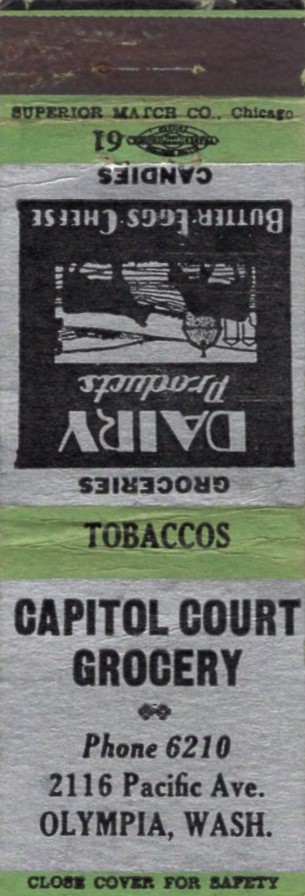 SUPERIOR MATCH CO., Chicago
61
CANDIES
BUTTER·EGGS·CHEESE
DAIRY
Products
GROCERIES
TOBACCOS
CAPITOL COURT
GROCERY
Phone 6210
2116 Pacific Ave.
OLYMPIA, WASH.
CLOSE COVER FOR SAFETY